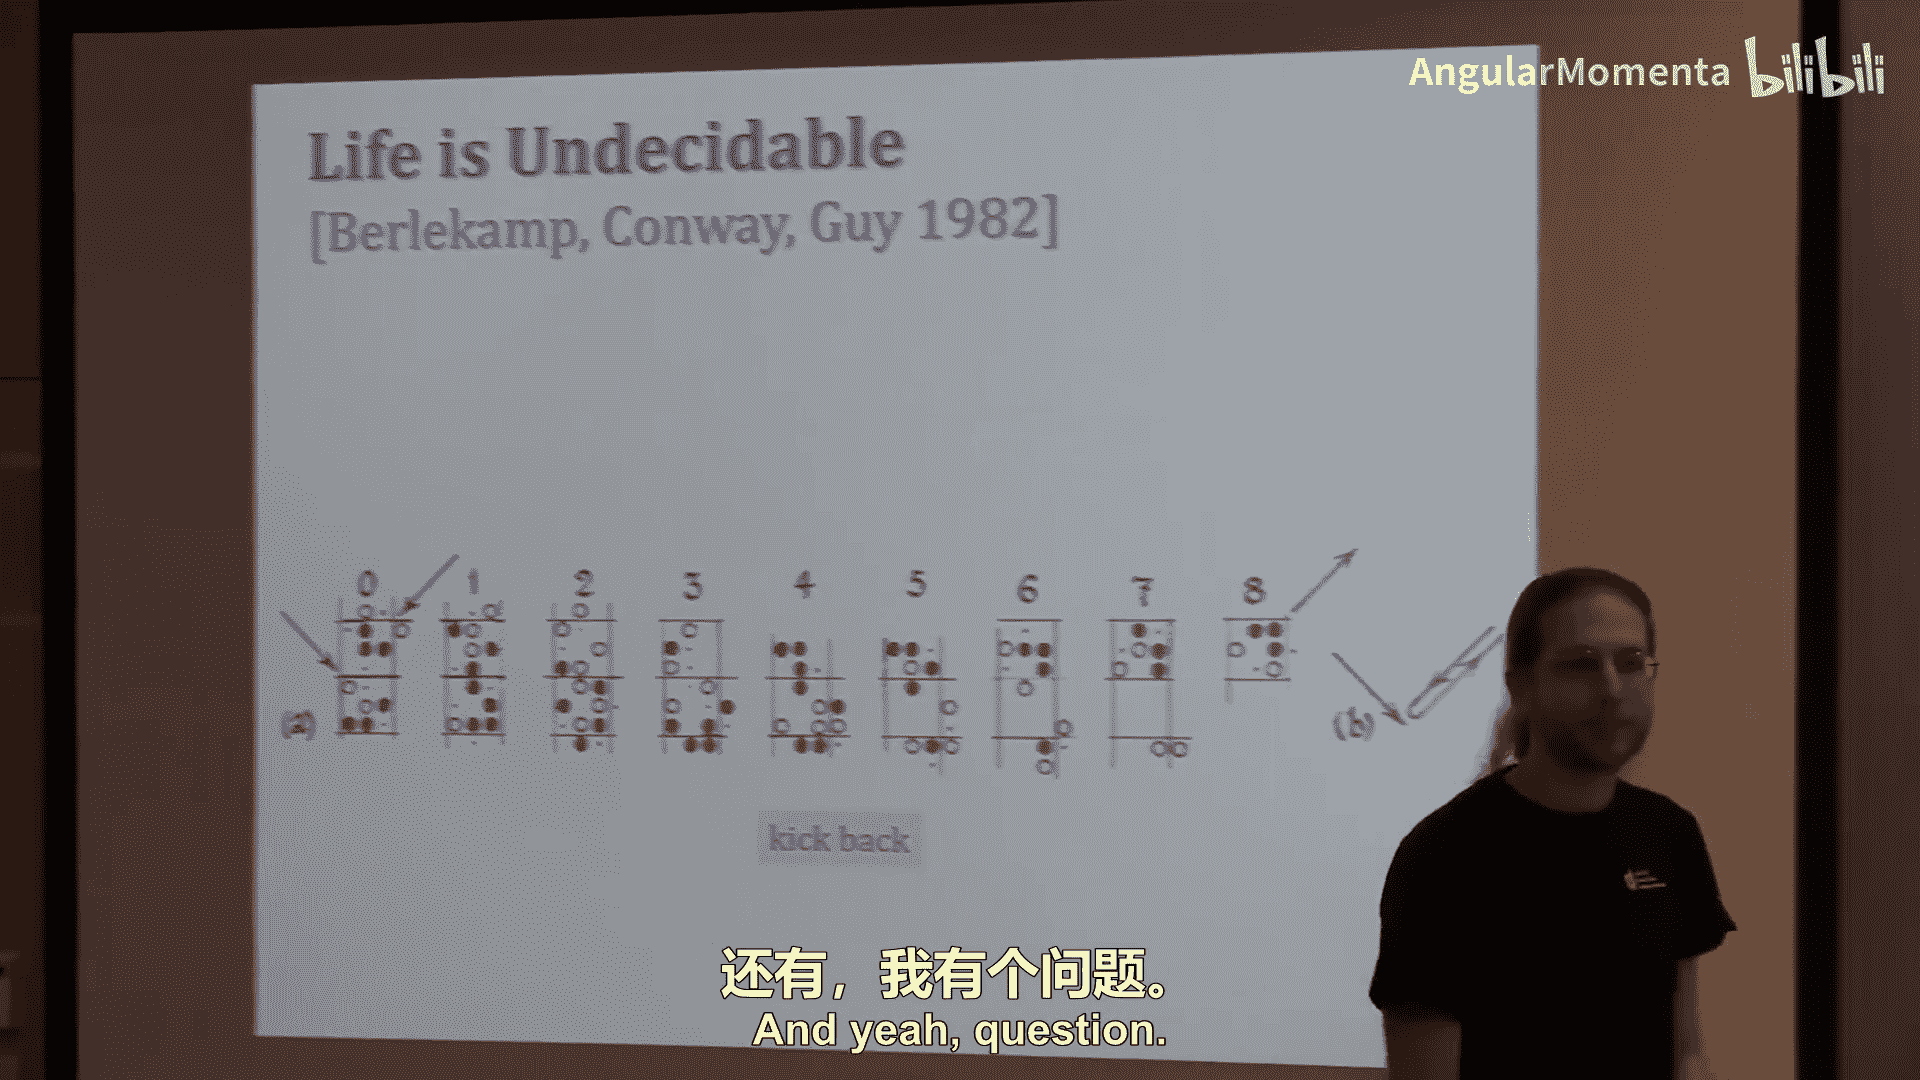 AngularMomenta bilibili
Life is Undecidable
[Berlekamp, Conway, Guy 1982]
0 1 2 3 4 5 6 7 8
(a) (b)
kick back
还有，我有个问题。
And yeah, question.